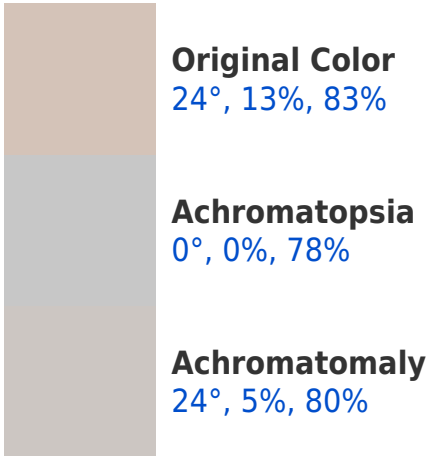 Original Color
24°, 13%, 83%
Achromatopsia
0°, 0%, 78%
Achromatomaly
24°, 5%, 80%